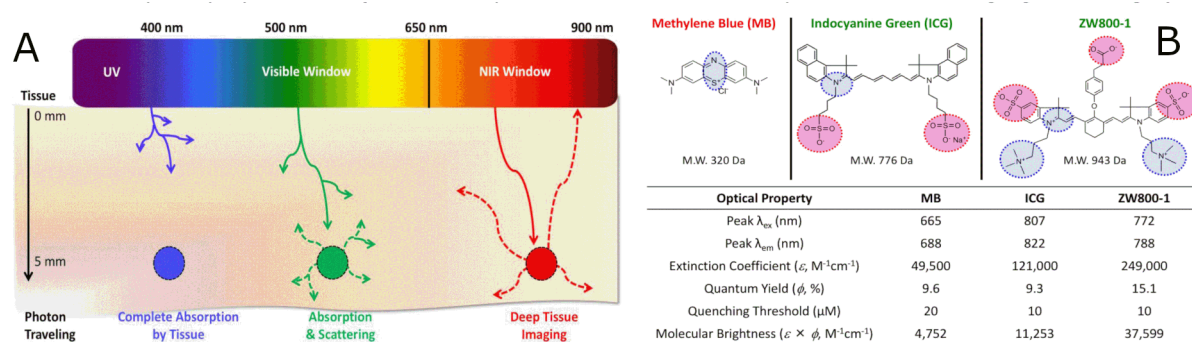 A
400 nm 500 nm 650 nm 900 nm
UV Visible Window NIR Window
Tissue
0 mm
5 mm
Photon
Traveling
Complete Absorption
by Tissue
Absorption
& Scattering
Deep Tissue
Imaging
B
Methylene Blue (MB) Indocyanine Green (ICG) ZW800-1
M.W. 320 Da M.W. 776 Da M.W. 943 Da
Optical Property MB ICG ZW800-1
Peak λex (nm) 665 807 772
Peak λem (nm) 688 822 788
Extinction Coefficient (ε, M-1cm-1) 49,500 121,000 249,000
Quantum Yield (ϕ, %) 9.6 9.3 15.1
Quenching Threshold (μM) 20 10 10
Molecular Brightness (ε × ϕ, M-1cm-1) 4,752 11,253 37,599